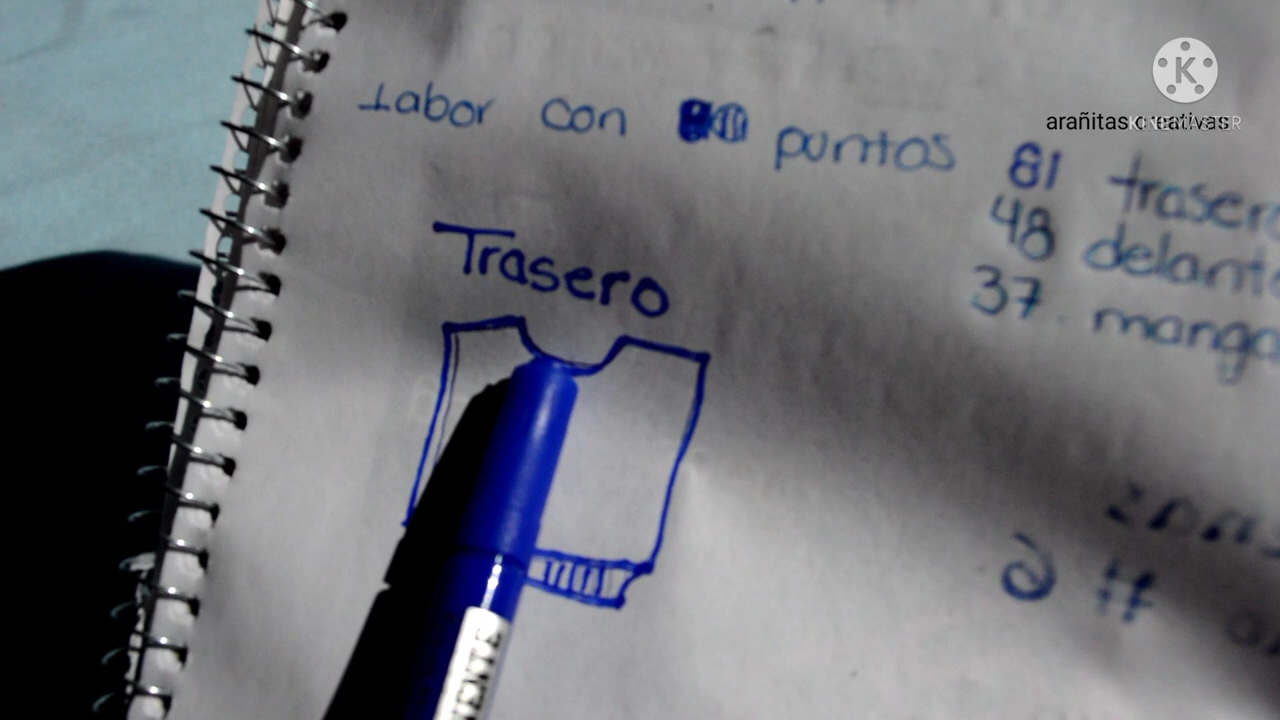 Labor con puntos 81 trasero
48 delante
37. manga
Trasero
K
arañitas creativas